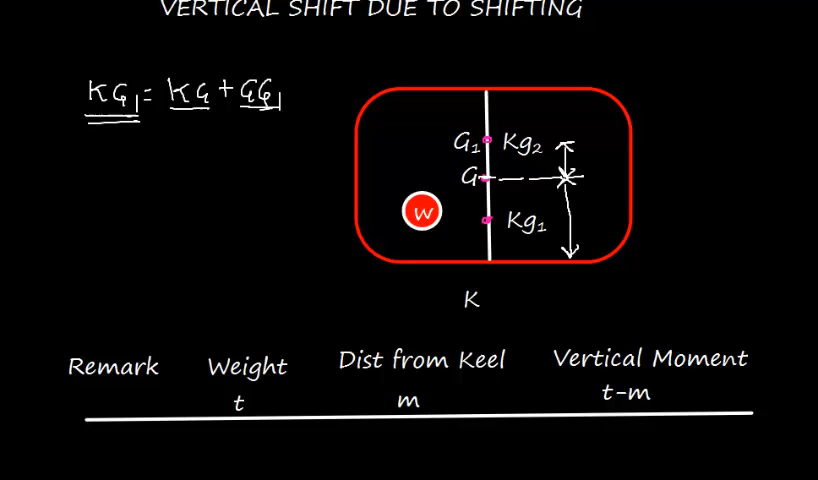 VERTICAL SHIFT DUE TO SHIFTING
KG1 = KG + GG1
G1 Kg2
G
W
Kg1
K
Remark Weight Dist from Keel Vertical Moment
t m t-m